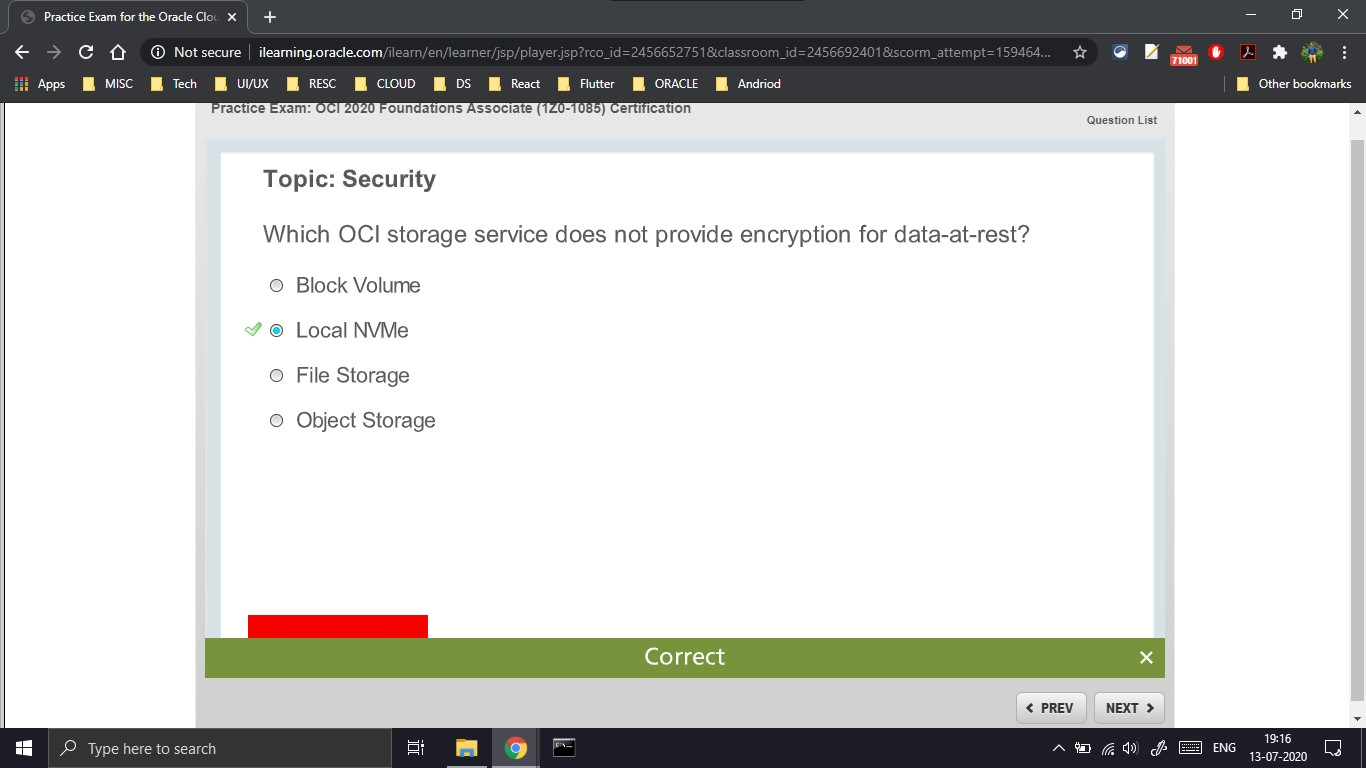 Practice Exam for the Oracle Clou
Not secure
ilearning.oracle.com/ilearn/en/learner/jsp/player.jsp?rco_id=2456652751&classroom_id=2456692401&scorm_attempt=159464...
71001
Apps MISC Tech UI/UX RESC CLOUD DS React Flutter ORACLE Andriod Other bookmarks
Practice Exam: OCI 2020 Foundations Associate (1Z0-1085) Certification
Question List
Topic: Security
Which OCI storage service does not provide encryption for data-at-rest?
Block Volume
Local NVMe
File Storage
Object Storage
Correct
PREV NEXT
Type here to search
ENG
19:16
13-07-2020